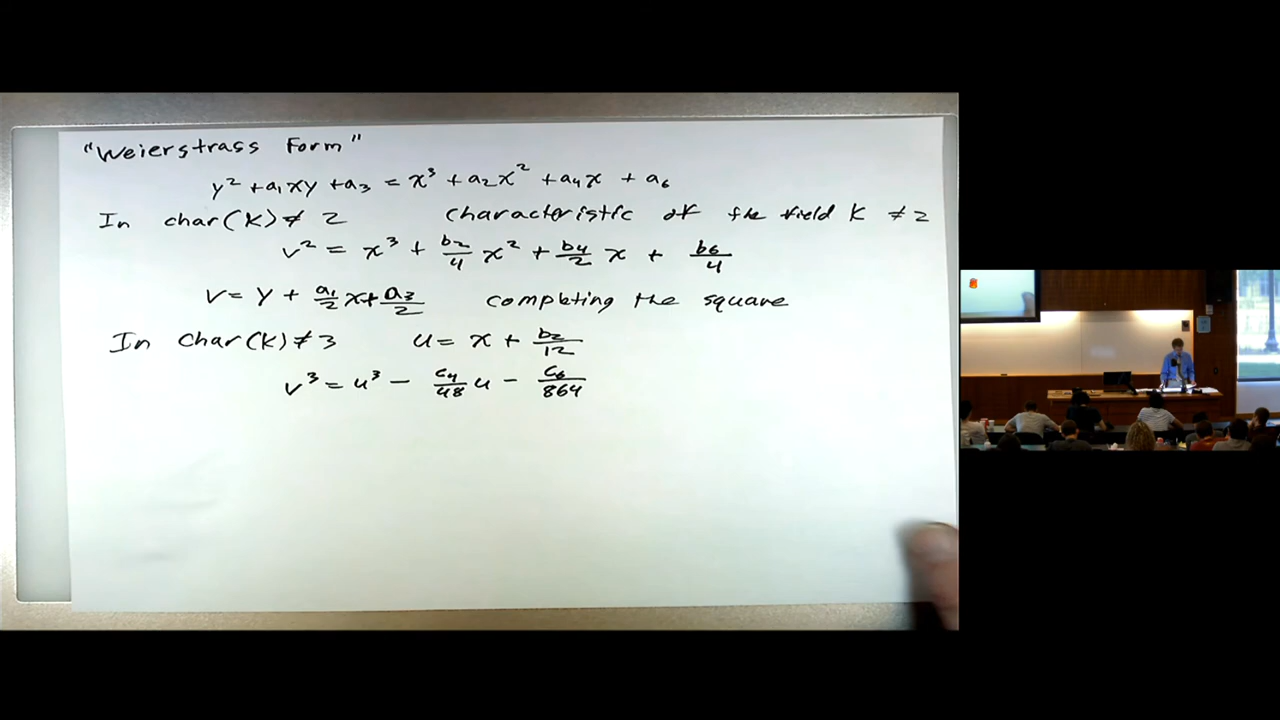 "Weierstrass Form"
y² + a₁xy + a₃ = x³ + a₂x² + a₄x + a₆
In char(K) ≠ 2 characteristic of the field K ≠ 2
v² = x³ + b₂/4 x² + b₄/2 x + b₆/4
v = y + a₁/2 x + a₃/2 completing the square
In char(K) ≠ 3 u = x + b₂/12
v³ = u³ - c₄/48 u - c₆/864